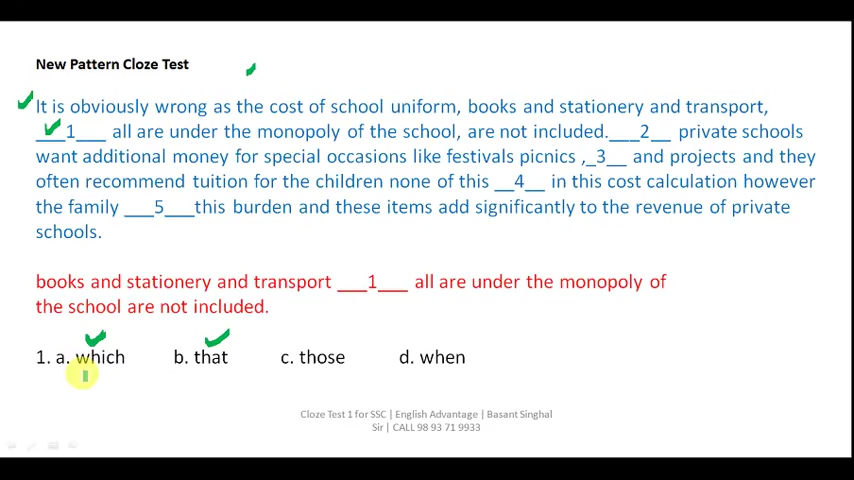 New Pattern Cloze Test
It is obviously wrong as the cost of school uniform, books and stationery and transport,
___1___ all are under the monopoly of the school, are not included.___2__ private schools
want additional money for special occasions like festivals picnics ,_3__ and projects and they
often recommend tuition for the children none of this __4__ in this cost calculation however
the family ___5___this burden and these items add significantly to the revenue of private
schools.
books and stationery and transport ___1___ all are under the monopoly of
the school are not included.
1. a. which b. that c. those d. when
Cloze Test 1 for SSC | English Advantage | Basant Singhal
Sir | CALL 98 93 71 9933